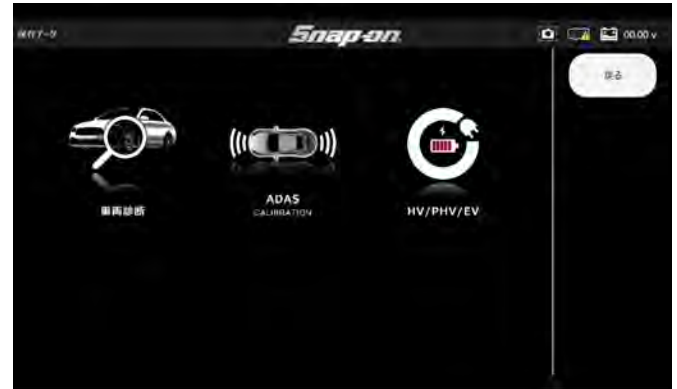 保存データ
Snap-on
00.00 v
戻る
車両診断
ADAS
CALIBRATION
HV/PHV/EV